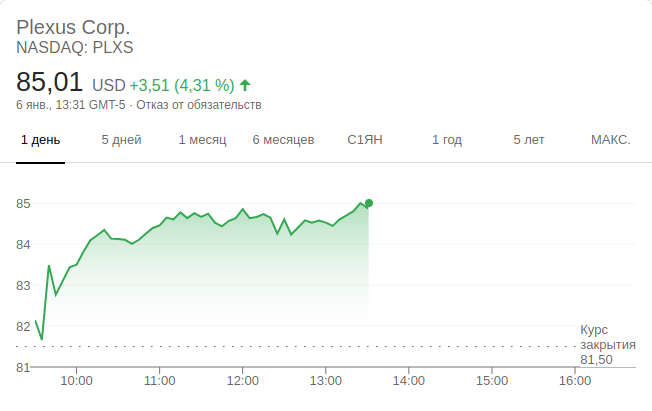 Plexus Corp.
NASDAQ: PLXS
85,01 USD +3,51 (4,31 %)
6 янв., 13:31 GMT-5 · Отказ от обязательств
1 день 5 дней 1 месяц 6 месяцев С1ЯН 1 год 5 лет МАКС.
85
84
83
82
81
Курс
закрытия
81,50
10:00 11:00 12:00 13:00 14:00 15:00 16:00